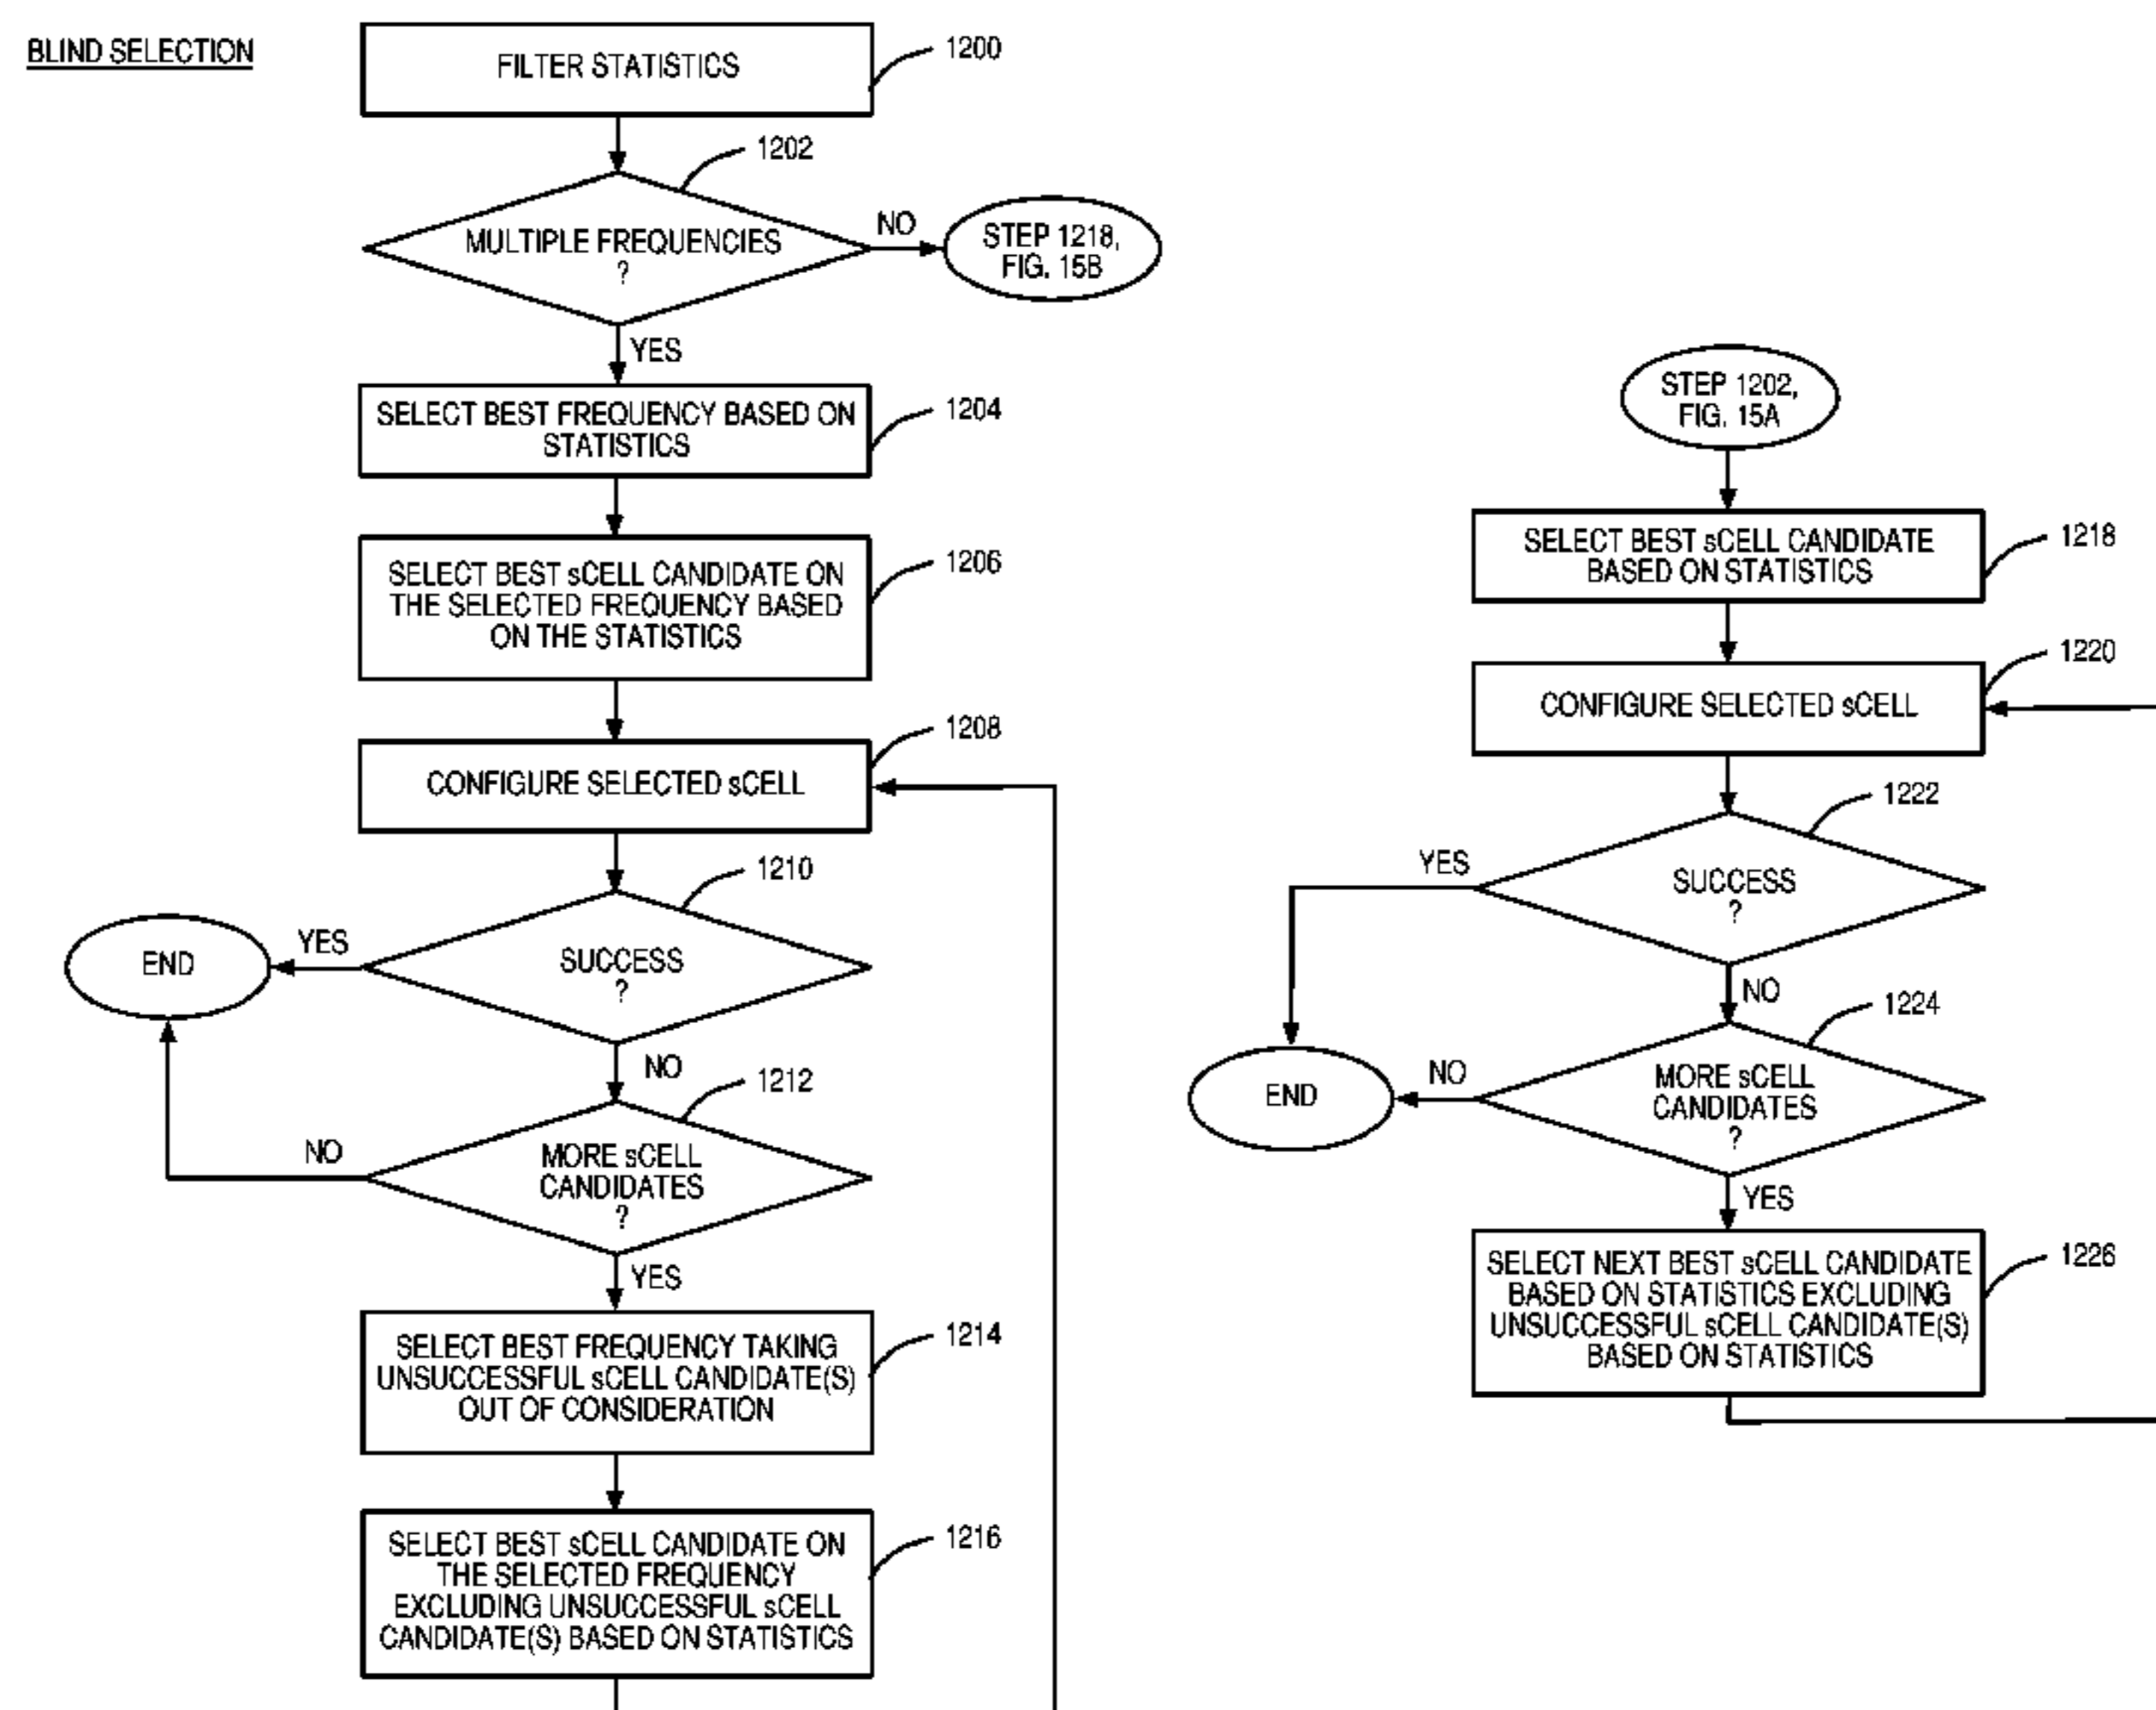 BLIND SELECTION
FILTER STATISTICS
1200
1202
MULTIPLE FREQUENCIES
?
NO
STEP 1218,
FIG. 15B
YES
SELECT BEST FREQUENCY BASED ON
STATISTICS
1204
SELECT BEST sCELL CANDIDATE ON
THE SELECTED FREQUENCY BASED
ON THE STATISTICS
1206
CONFIGURE SELECTED sCELL
1208
1210
SUCCESS
?
YES
END
NO
1212
MORE sCELL
CANDIDATES
?
NO
YES
SELECT BEST FREQUENCY TAKING
UNSUCCESSFUL sCELL CANDIDATE(S)
OUT OF CONSIDERATION
1214
SELECT BEST sCELL CANDIDATE ON
THE SELECTED FREQUENCY
EXCLUDING UNSUCCESSFUL sCELL
CANDIDATE(S) BASED ON STATISTICS
1216
STEP 1202,
FIG. 15A
SELECT BEST sCELL CANDIDATE
BASED ON STATISTICS
1218
CONFIGURE SELECTED sCELL
1220
1222
SUCCESS
?
YES
NO
1224
MORE sCELL
CANDIDATES
?
NO
END
YES
SELECT NEXT BEST sCELL CANDIDATE
BASED ON STATISTICS EXCLUDING
UNSUCCESSFUL sCELL CANDIDATE(S)
BASED ON STATISTICS
1226